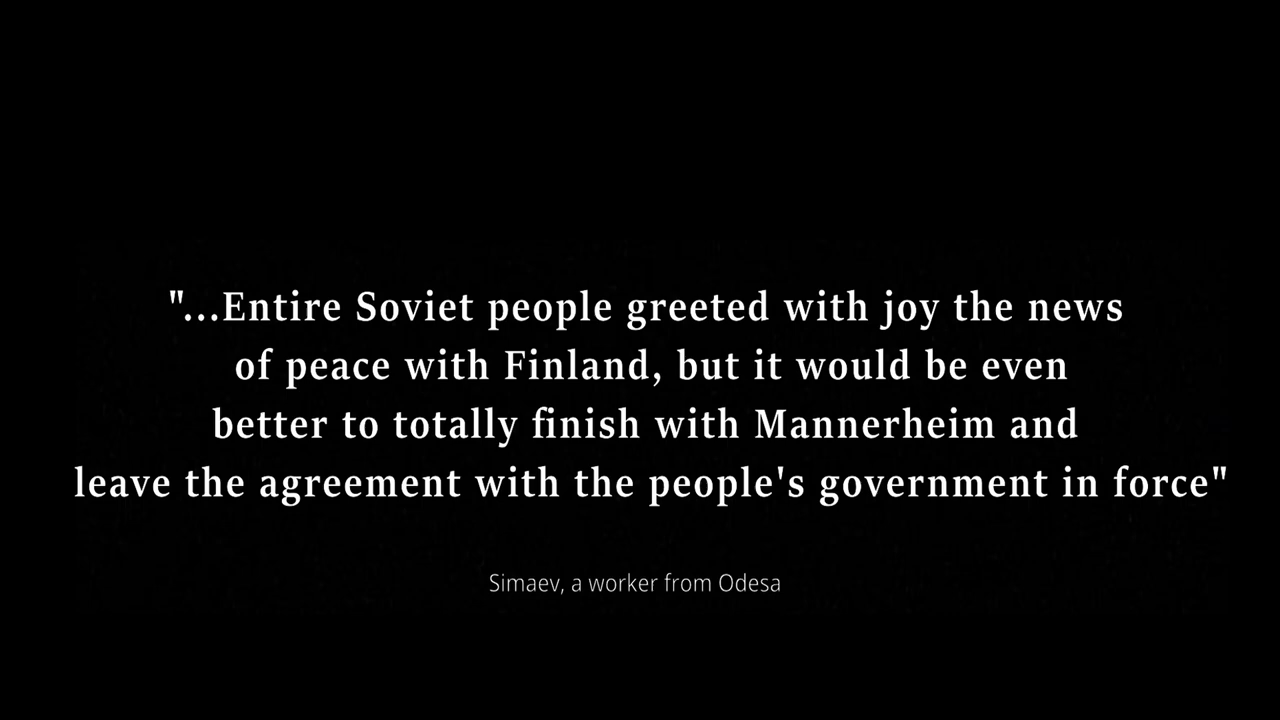 "...Entire Soviet people greeted with joy the news
of peace with Finland, but it would be even
better to totally finish with Mannerheim and
leave the agreement with the people's government in force"
Simaev, a worker from Odesa